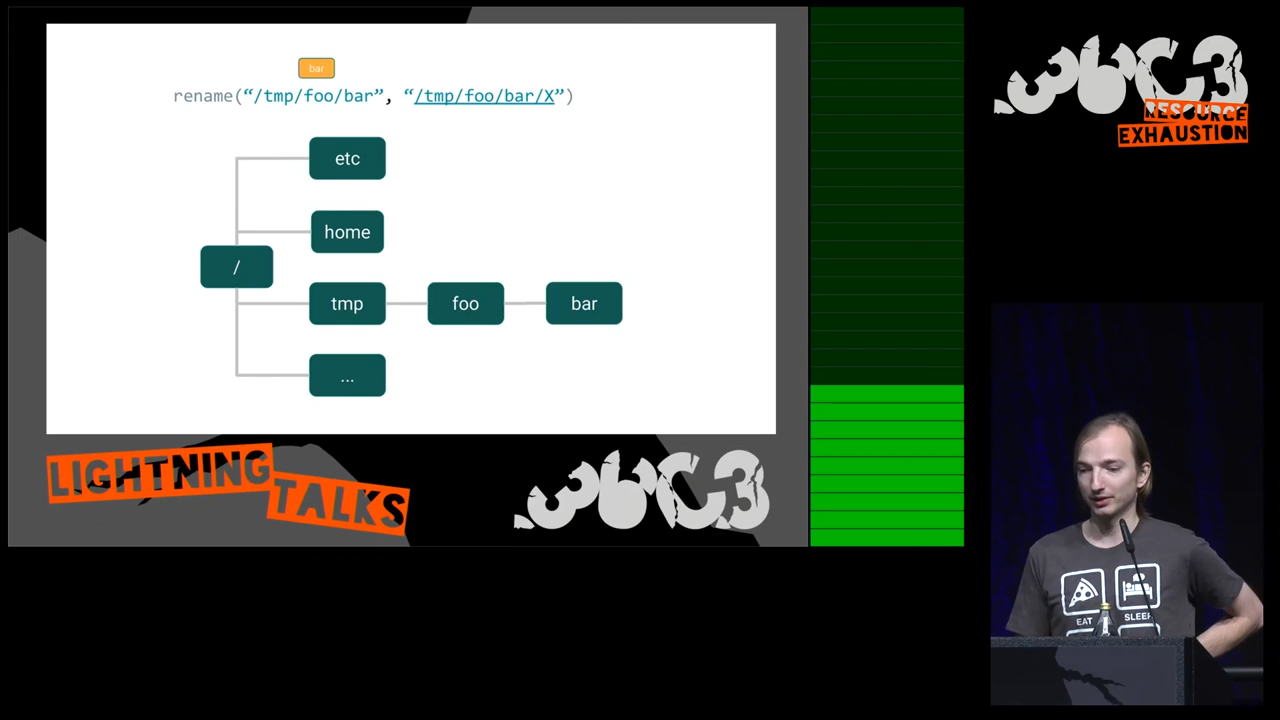 bar
rename(“/tmp/foo/bar”, “/tmp/foo/bar/X”)
etc
home
/
tmp
foo
bar
...
LIGHTNING
TALKS
36C3
36C3
RESOURCE
EXHAUSTION
EAT
SLEEP